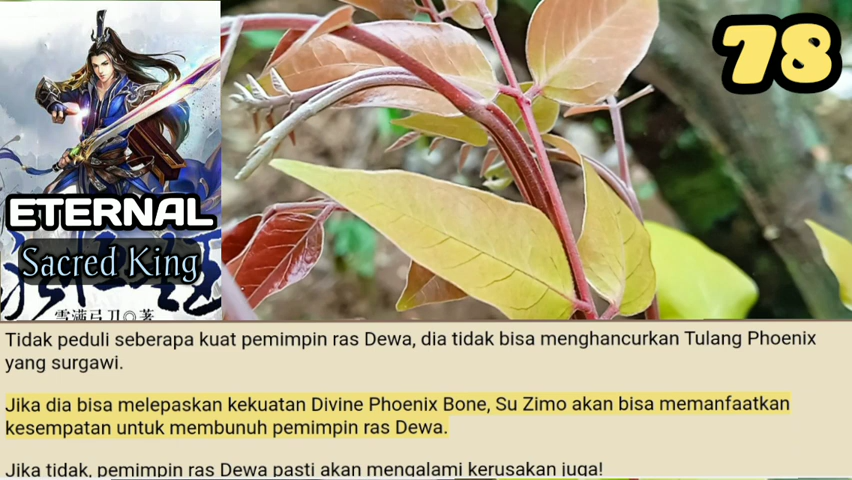 78
ETERNAL
Sacred King
雪满弓刀◎著
Tidak peduli seberapa kuat pemimpin ras Dewa, dia tidak bisa menghancurkan Tulang Phoenix
yang surgawi.
Jika dia bisa melepaskan kekuatan Divine Phoenix Bone, Su Zimo akan bisa memanfaatkan
kesempatan untuk membunuh pemimpin ras Dewa.
Jika tidak, pemimpin ras Dewa pasti akan mengalami kerusakan juga!